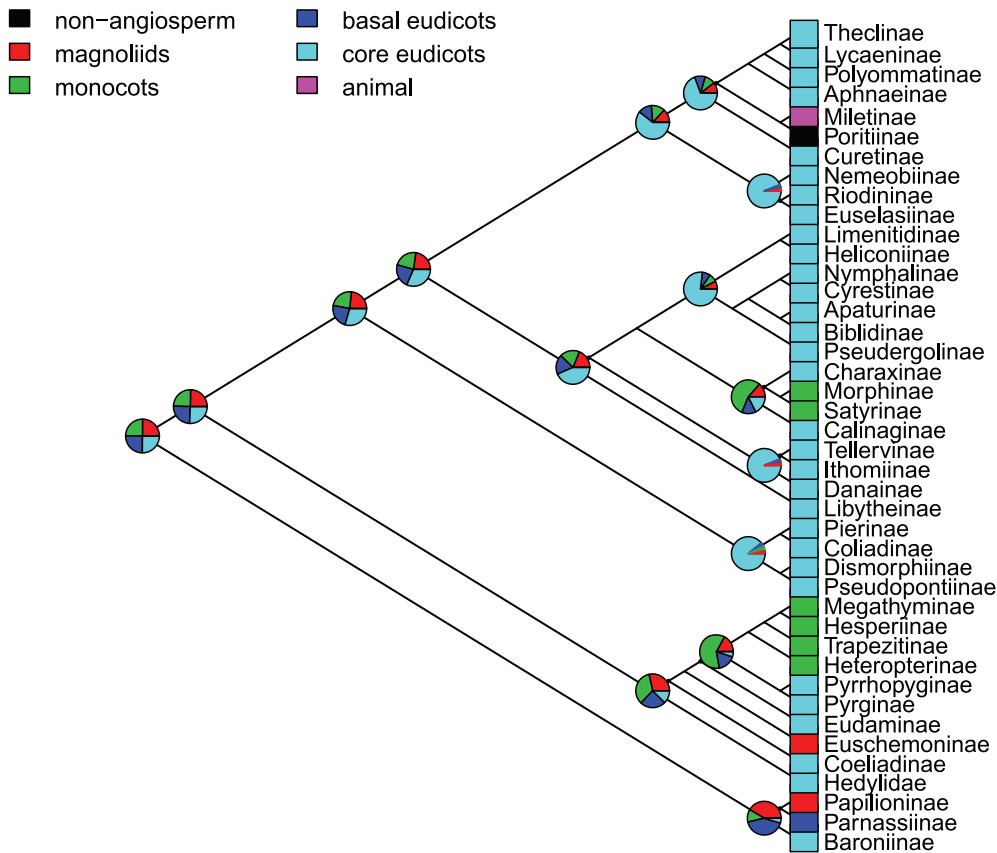 non−angiosperm
magnoliids
monocots
basal eudicots
core eudicots
animal
Theclinae
Lycaeninae
Polyommatinae
Aphnaeinae
Miletinae
Poritiinae
Curetinae
Nemeobiinae
Riodininae
Euselasiinae
Limenitidinae
Heliconiinae
Nymphalinae
Cyrestinae
Apaturinae
Biblidinae
Pseudergolinae
Charaxinae
Morphinae
Satyrinae
Calinaginae
Tellervinae
Ithomiinae
Danainae
Libytheinae
Pierinae
Coliadinae
Dismorphiinae
Pseudopontiinae
Megathyminae
Hesperiinae
Trapezitinae
Heteropterinae
Pyrrhopyginae
Pyrginae
Eudaminae
Euschemoninae
Coeliadinae
Hedylidae
Papilioninae
Parnassiinae
Baroniinae